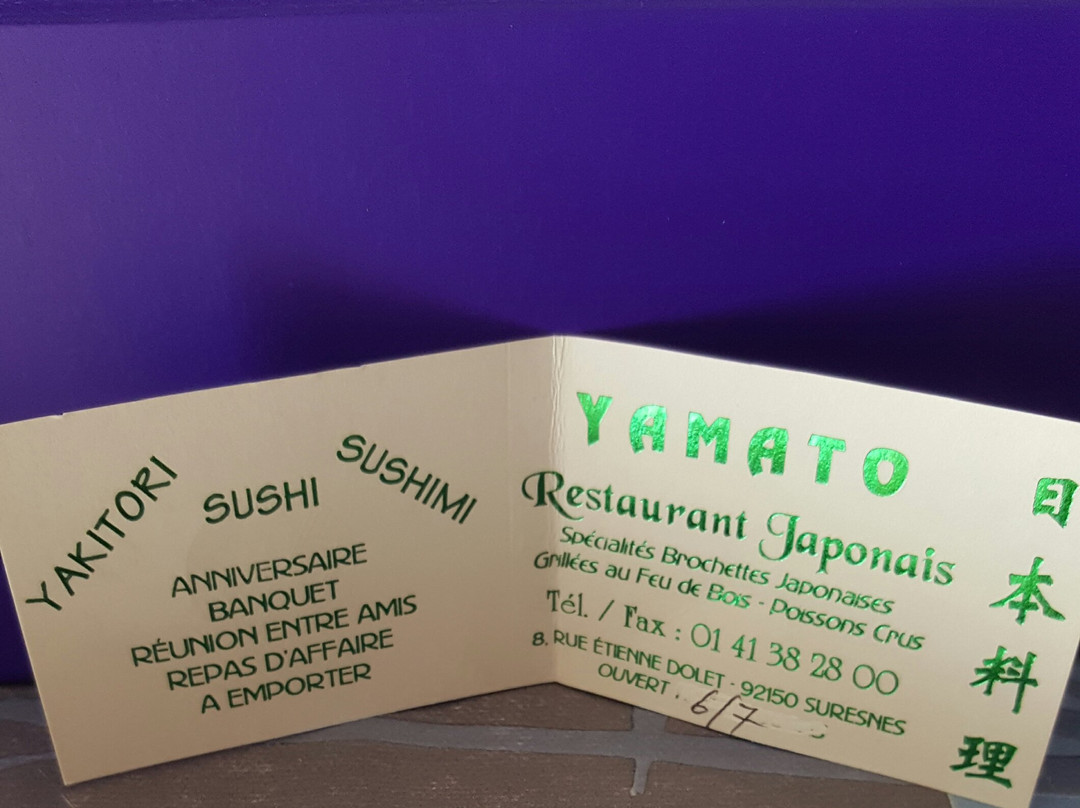 YAKITORI
SUSHI
SUSHIMI
ANNIVERSAIRE
BANQUET
RÉUNION ENTRE AMIS
REPAS D'AFFAIRE
A EMPORTER
YAMATO
Restaurant Japonais
Spécialités Brochettes Japonaises
Grillées au Feu de Bois - Poissons Crus
Tél. / Fax : 01 41 38 28 00
8. RUE ÉTIENNE DOLET - 92150 SURESNES
OUVERT . 6/7
日本料理